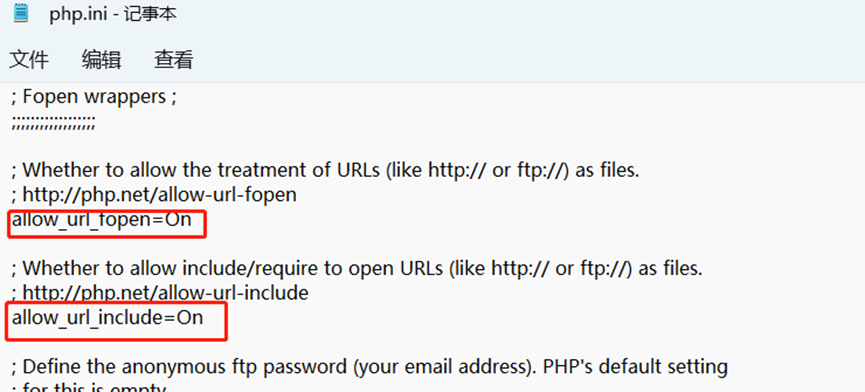 php.ini - 记事本
文件 编辑 查看
; Fopen wrappers ;
;;;;;;;;;;;;;;;;;;
; Whether to allow the treatment of URLs (like http:// or ftp://) as files.
; http://php.net/allow-url-fopen
allow_url_fopen=On
; Whether to allow include/require to open URLs (like http:// or ftp://) as files.
; http://php.net/allow-url-include
allow_url_include=On
; Define the anonymous ftp password (your email address). PHP's default setting
; for this is empty.